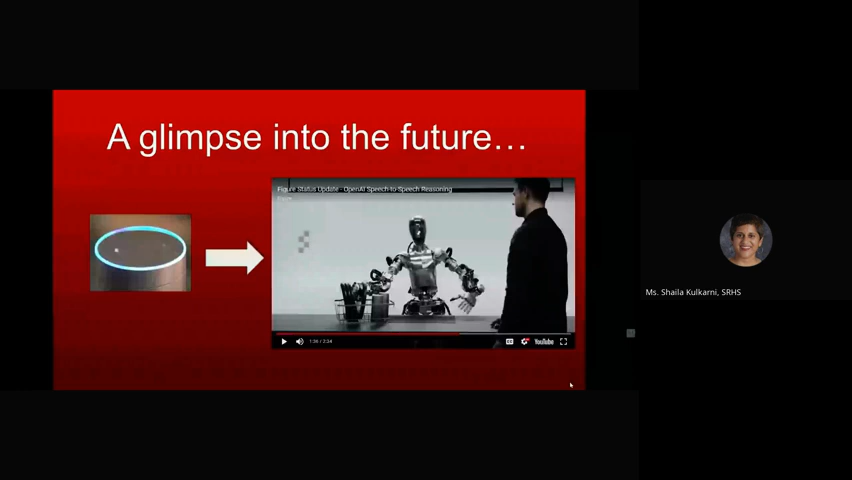 A glimpse into the future…
Figure Status Update - OpenAI Speech-to-Speech Reasoning
1:56 / 2:34
YouTube
Ms. Shaila Kulkarni, SRHS